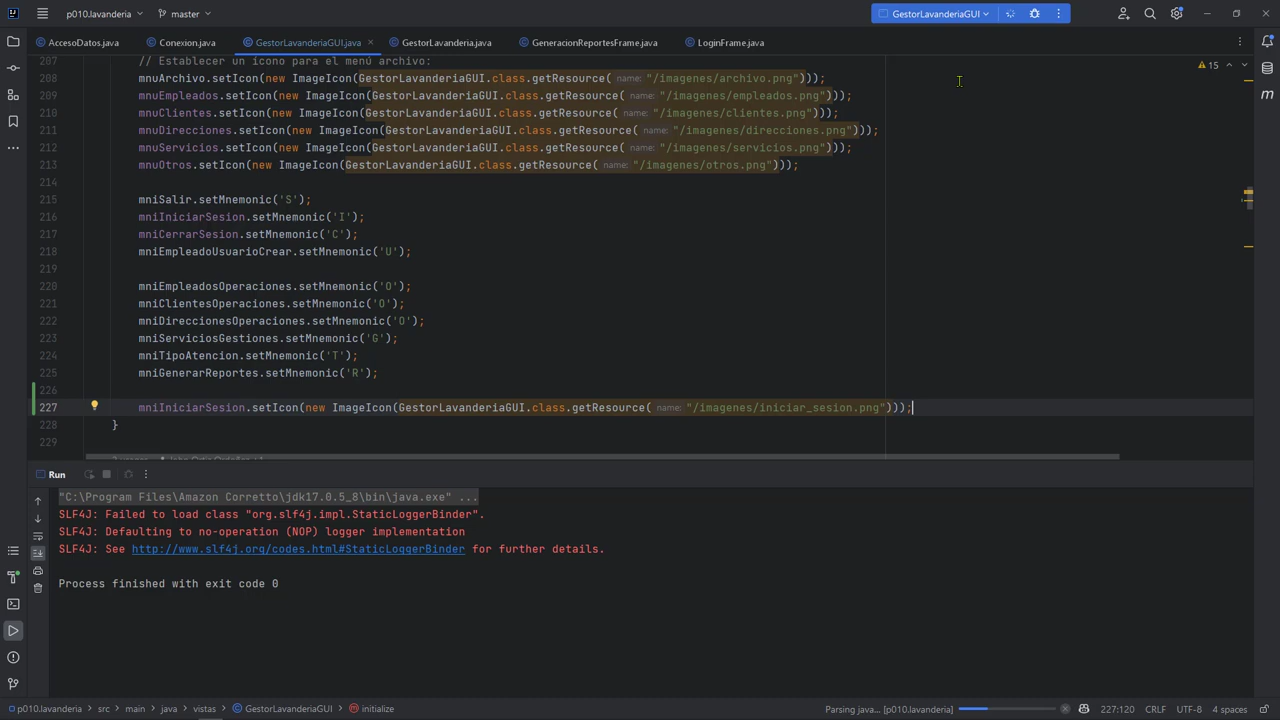 p010.lavanderia master GestorLavanderiaGUI
AccesoDatos.java Conexion.java GestorLavanderiaGUI.java GestorLavanderia.java GeneracionReportesFrame.java LoginFrame.java
207 // Establecer un ícono para el menú archivo: 15
208 mnuArchivo.setIcon(new ImageIcon(GestorLavanderiaGUI.class.getResource( name: "/imagenes/archivo.png")));
209 mnuEmpleados.setIcon(new ImageIcon(GestorLavanderiaGUI.class.getResource( name: "/imagenes/empleados.png")));
210 mnuClientes.setIcon(new ImageIcon(GestorLavanderiaGUI.class.getResource( name: "/imagenes/clientes.png")));
211 mnuDirecciones.setIcon(new ImageIcon(GestorLavanderiaGUI.class.getResource( name: "/imagenes/direcciones.png")));
212 mnuServicios.setIcon(new ImageIcon(GestorLavanderiaGUI.class.getResource( name: "/imagenes/servicios.png")));
213 mnuOtros.setIcon(new ImageIcon(GestorLavanderiaGUI.class.getResource( name: "/imagenes/otros.png")));
214
215 mniSalir.setMnemonic('S');
216 mniIniciarSesion.setMnemonic('I');
217 mniCerrarSesion.setMnemonic('C');
218 mniEmpleadoUsuarioCrear.setMnemonic('U');
219
220 mniEmpleadosOperaciones.setMnemonic('O');
221 mniClientesOperaciones.setMnemonic('O');
222 mniDireccionesOperaciones.setMnemonic('O');
223 mniServiciosGestiones.setMnemonic('G');
224 mniTipoAtencion.setMnemonic('T');
225 mniGenerarReportes.setMnemonic('R');
226
227 mniIniciarSesion.setIcon(new ImageIcon(GestorLavanderiaGUI.class.getResource( name: "/imagenes/iniciar_sesion.png")));
228 }
229
Run
"C:\Program Files\Amazon Corretto\jdk17.0.5_8\bin\java.exe" ...
SLF4J: Failed to load class "org.slf4j.impl.StaticLoggerBinder".
SLF4J: Defaulting to no-operation (NOP) logger implementation
SLF4J: See http://www.slf4j.org/codes.html#StaticLoggerBinder for further details.
Process finished with exit code 0
p010.lavanderia src main java vistas GestorLavanderiaGUI initialize Parsing java... [p010.lavanderia] 227:120 CRLF UTF-8 4 spaces